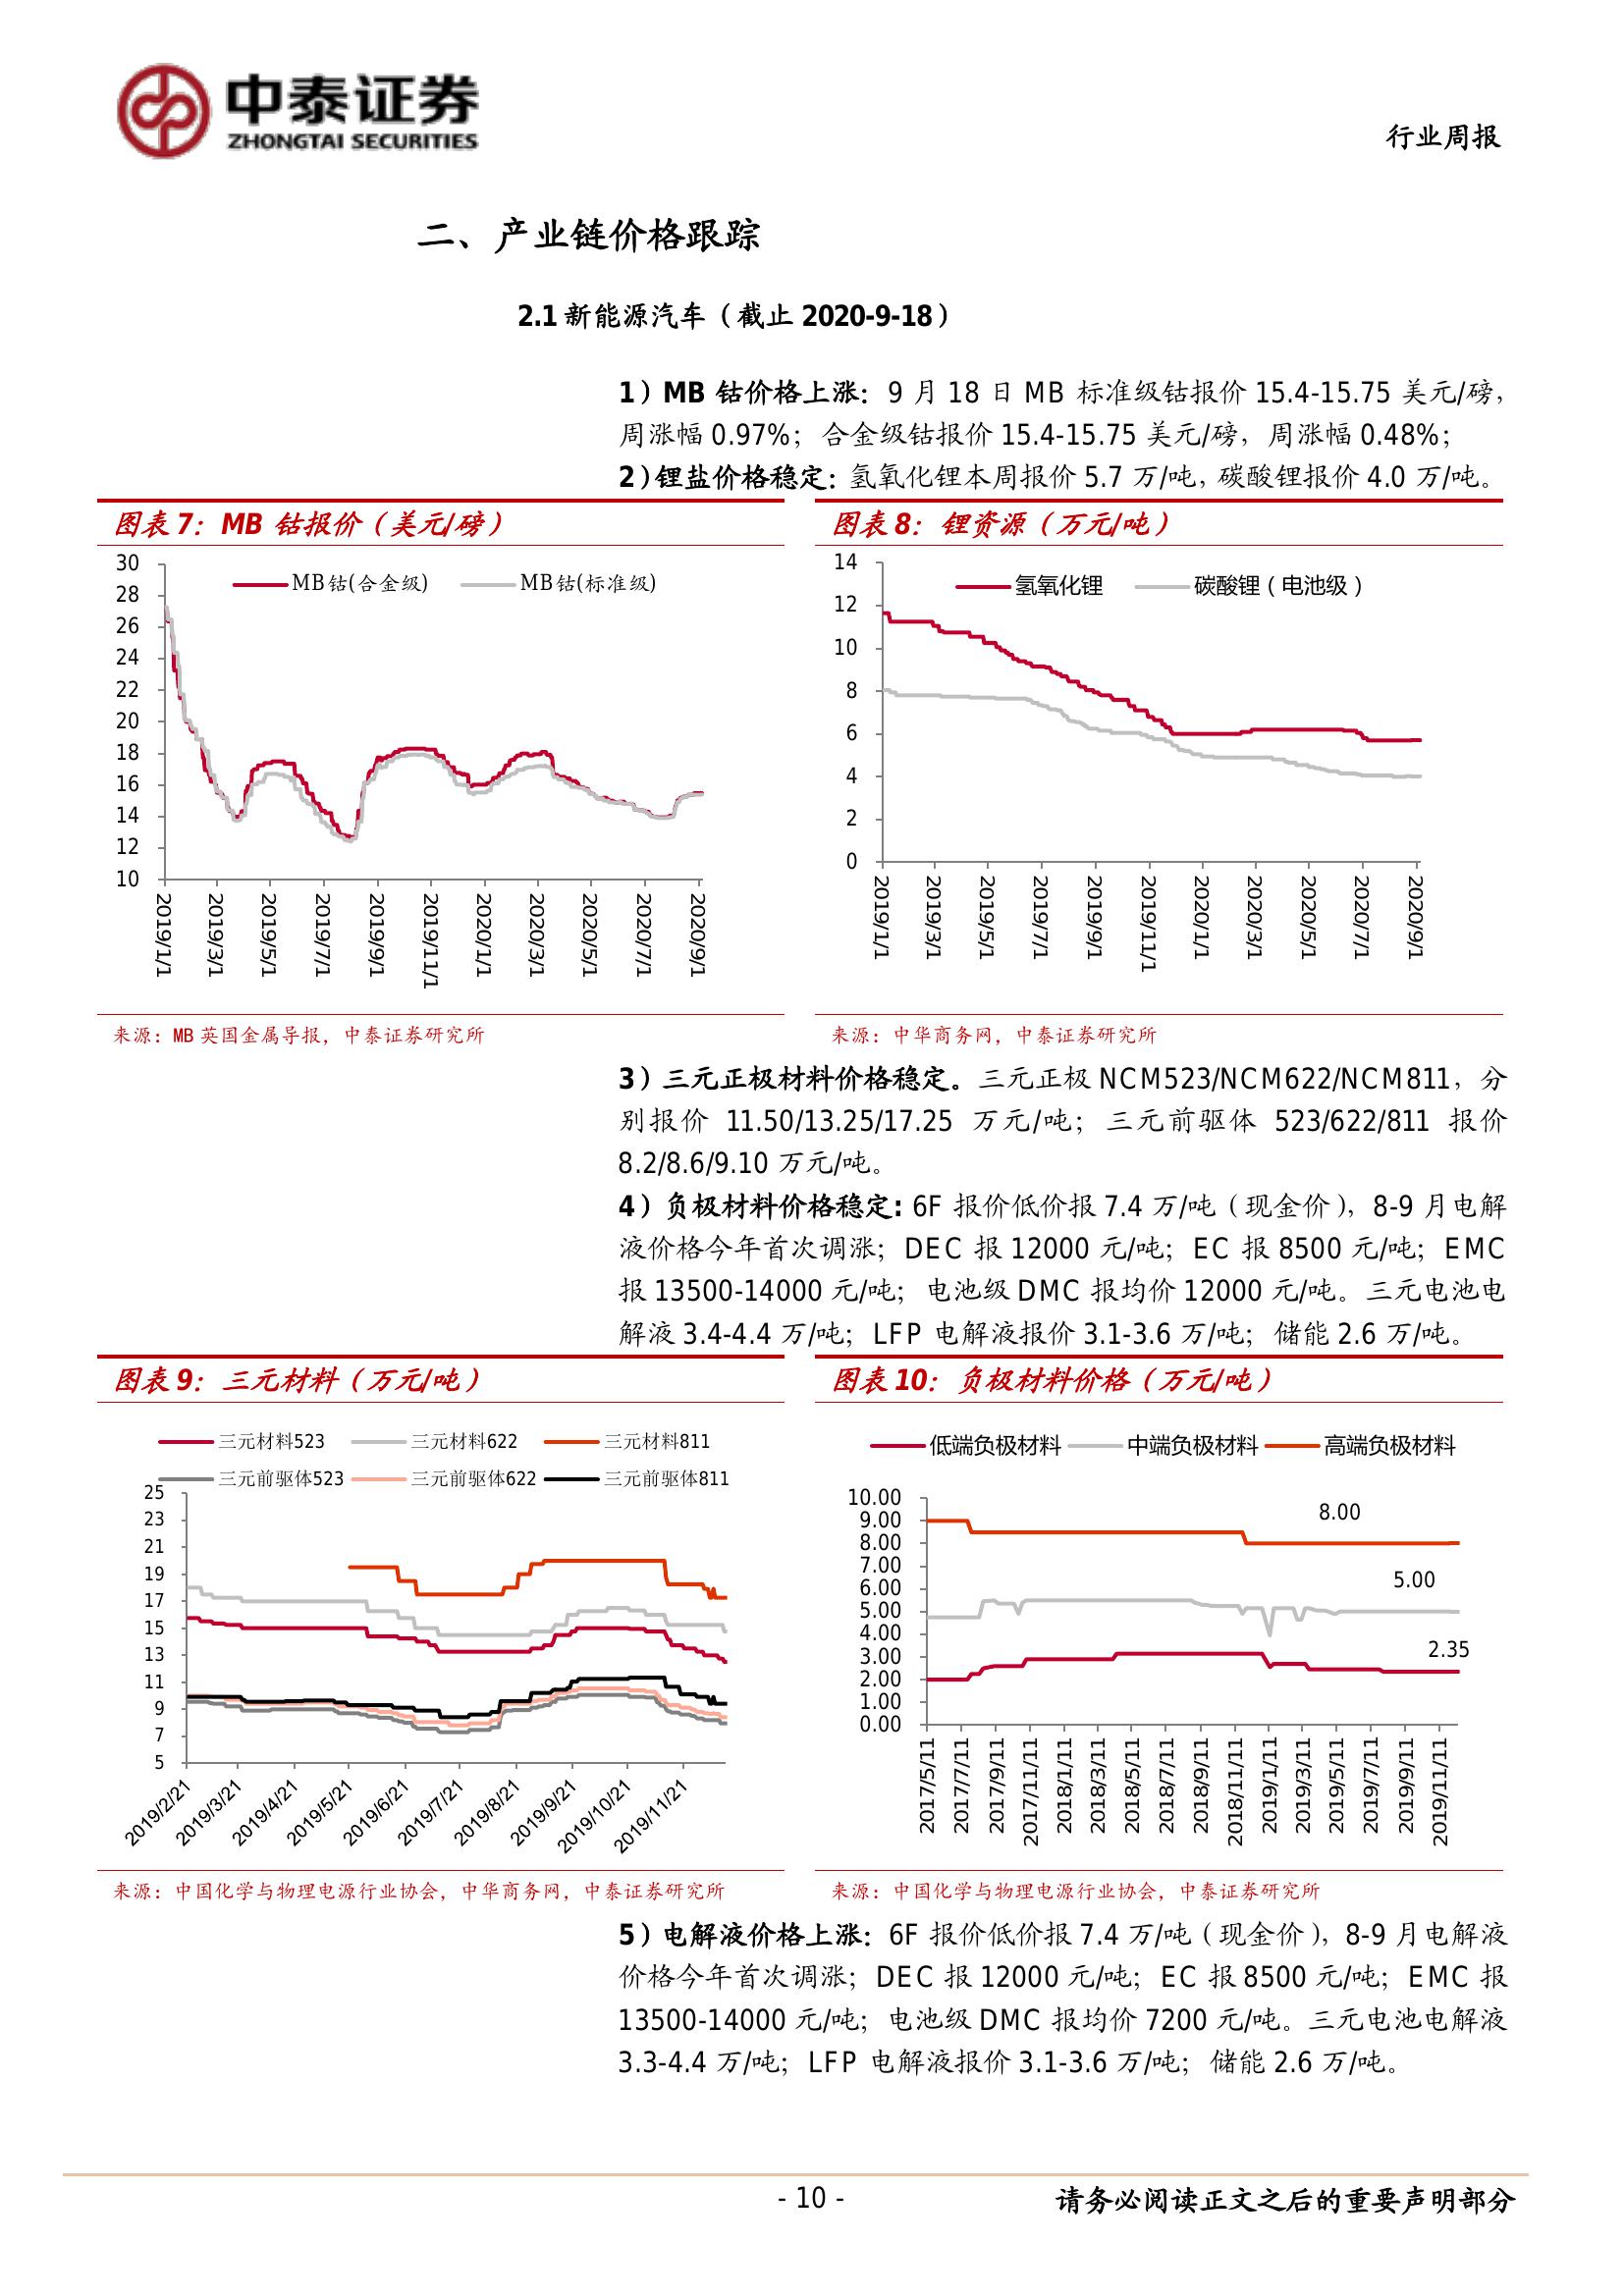 中泰证券
ZHONGTAI SECURITIES
行业周报
二、产业链价格跟踪
2.1 新能源汽车（截止 2020-9-18）
1）MB 钴价格上涨：9 月 18 日 MB 标准级钴报价 15.4-15.75 美元/磅，
周涨幅 0.97%；合金级钴报价 15.4-15.75 美元/磅，周涨幅 0.48%；
2）锂盐价格稳定：氢氧化锂本周报价 5.7 万/吨，碳酸锂报价 4.0 万/吨。
图表 7：MB 钴报价（美元/磅）
MB钴(合金级) MB钴(标准级)
30
28
26
24
22
20
18
16
14
12
10
2019/1/1 2019/3/1 2019/5/1 2019/7/1 2019/9/1 2019/11/1 2020/1/1 2020/3/1 2020/5/1 2020/7/1 2020/9/1
来源：MB 英国金属导报，中泰证券研究所
图表 8：锂资源（万元/吨）
氢氧化锂 碳酸锂（电池级）
14
12
10
8
6
4
2
0
2019/1/1 2019/3/1 2019/5/1 2019/7/1 2019/9/1 2019/11/1 2020/1/1 2020/3/1 2020/5/1 2020/7/1 2020/9/1
来源：中华商务网，中泰证券研究所
3）三元正极材料价格稳定。三元正极 NCM523/NCM622/NCM811，分
别报价 11.50/13.25/17.25 万元/吨；三元前驱体 523/622/811 报价
8.2/8.6/9.10 万元/吨。
4）负极材料价格稳定: 6F 报价低价报 7.4 万/吨（现金价），8-9 月电解
液价格今年首次调涨；DEC 报 12000 元/吨；EC 报 8500 元/吨；EMC
报 13500-14000 元/吨；电池级 DMC 报均价 12000 元/吨。三元电池电
解液 3.4-4.4 万/吨；LFP 电解液报价 3.1-3.6 万/吨；储能 2.6 万/吨。
图表 9：三元材料（万元/吨）
三元材料523 三元材料622 三元材料811
三元前驱体523 三元前驱体622 三元前驱体811
25
23
21
19
17
15
13
11
9
7
5
2019/2/21 2019/3/21 2019/4/21 2019/5/21 2019/6/21 2019/7/21 2019/8/21 2019/9/21 2019/10/21 2019/11/21
来源：中国化学与物理电源行业协会，中华商务网，中泰证券研究所
图表 10：负极材料价格（万元/吨）
低端负极材料 中端负极材料 高端负极材料
10.00
9.00
8.00
7.00
6.00
5.00
4.00
3.00
2.00
1.00
0.00
8.00
5.00
2.35
2017/5/11 2017/7/11 2017/9/11 2017/11/11 2018/1/11 2018/3/11 2018/5/11 2018/7/11 2018/9/11 2018/11/11 2019/1/11 2019/3/11 2019/5/11 2019/7/11 2019/9/11 2019/11/11
来源：中国化学与物理电源行业协会，中泰证券研究所
5）电解液价格上涨：6F 报价低价报 7.4 万/吨（现金价），8-9 月电解液
价格今年首次调涨；DEC 报 12000 元/吨；EC 报 8500 元/吨；EMC 报
13500-14000 元/吨；电池级 DMC 报均价 7200 元/吨。三元电池电解液
3.3-4.4 万/吨；LFP 电解液报价 3.1-3.6 万/吨；储能 2.6 万/吨。
- 10 -
请务必阅读正文之后的重要声明部分